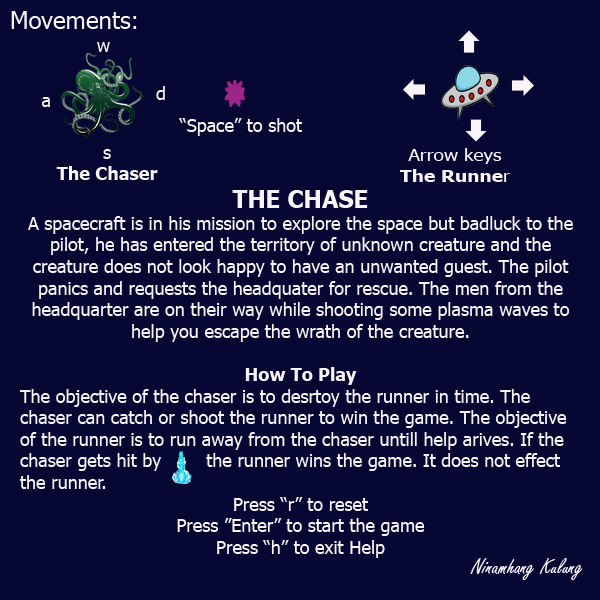 Movements:
w
a
d
s
The Chaser
“Space” to shot
Arrow keys
The Runner
THE CHASE
A spacecraft is in his mission to explore the space but badluck to the
pilot, he has entered the territory of unknown creature and the
creature does not look happy to have an unwanted guest. The pilot
panics and requests the headquater for rescue. The men from the
headquarter are on their way while shooting some plasma waves to
help you escape the wrath of the creature.
How To Play
The objective of the chaser is to desrtoy the runner in time. The
chaser can catch or shoot the runner to win the game. The objective
of the runner is to run away from the chaser untill help arives. If the
chaser gets hit by the runner wins the game. It does not effect
the runner.
Press “r” to reset
Press ”Enter” to start the game
Press “h” to exit Help
Ninamhang Kulung